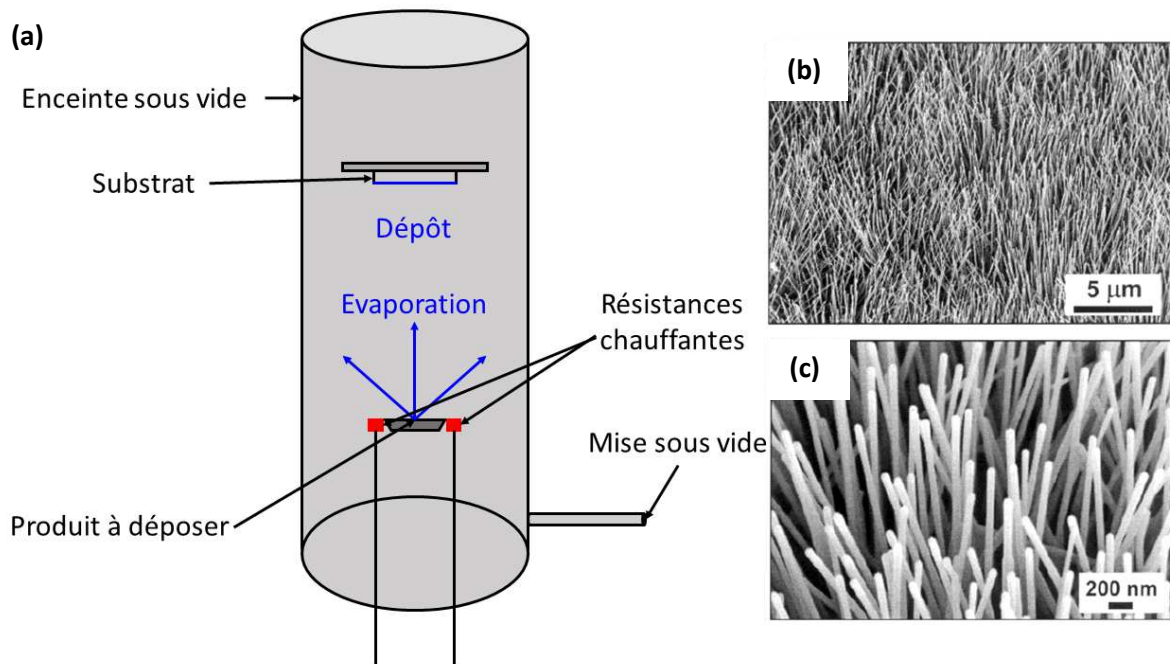 (a)
Enceinte sous vide
Substrat
Dépôt
Evaporation
Résistances
chauffantes
Mise sous vide
Produit à déposer
(b)
5 µm
(c)
200 nm